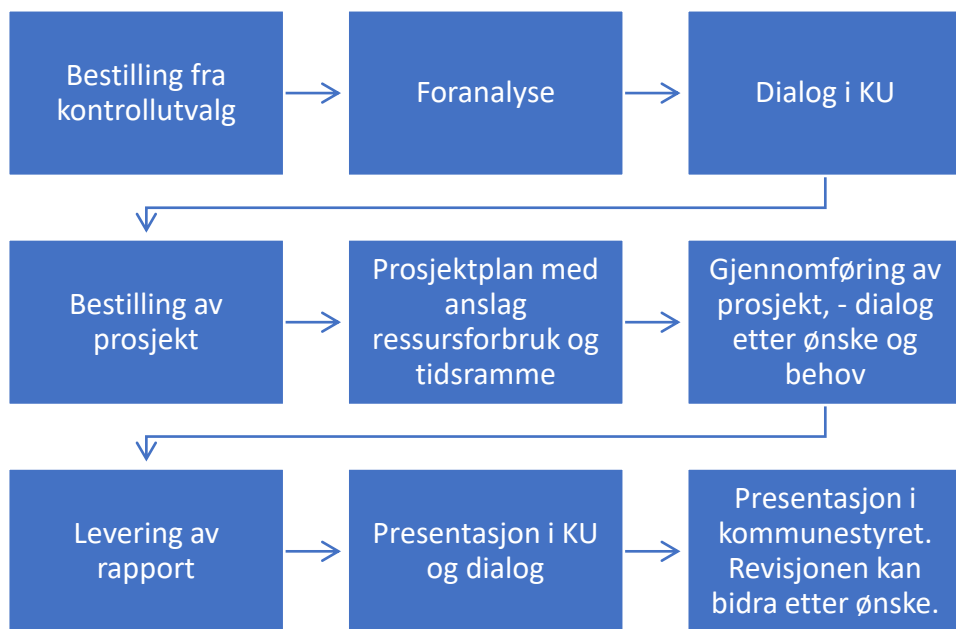 Bestilling fra
kontrollutvalg
Foranalyse
Dialog i KU
Bestilling av
prosjekt
Prosjektplan med
anslag
ressursforbruk og
tidsramme
Gjennomføring av
prosjekt, - dialog
etter ønske og
behov
Levering av
rapport
Presentasjon i KU
og dialog
Presentasjon i
kommunestyret.
Revisjonen kan
bidra etter ønske.